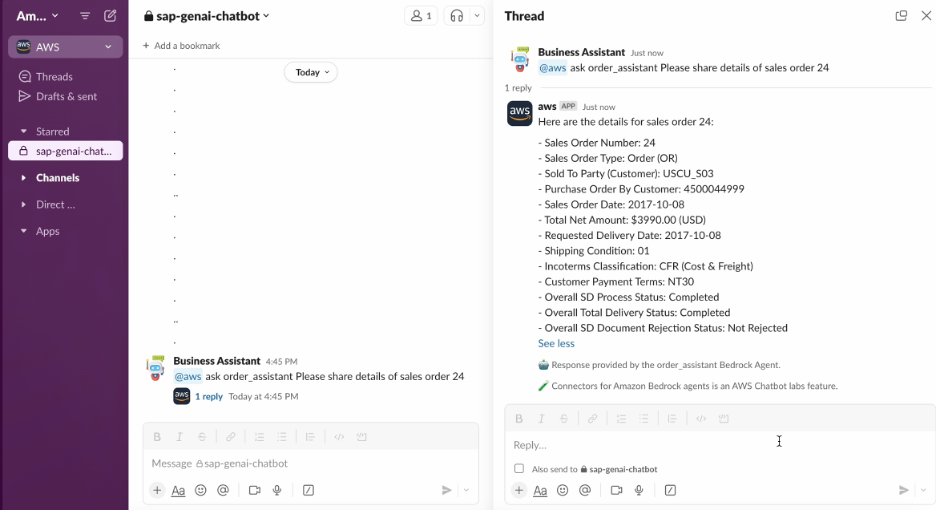 Am...
AWS
Threads
Drafts & sent
Starred
sap-genai-chat...
Channels
Direct ...
Apps
sap-genai-chatbot
1
Add a bookmark
Today
Business Assistant 4:45 PM
@aws ask order_assistant Please share details of sales order 24
aws
1 reply Today at 4:45 PM
B I S
Message sap-genai-chatbot
Aa
Thread
Business Assistant Just now
@aws ask order_assistant Please share details of sales order 24
1 reply
aws
aws APP Just now
Here are the details for sales order 24:
- Sales Order Number: 24
- Sales Order Type: Order (OR)
- Sold To Party (Customer): USCU_S03
- Purchase Order By Customer: 4500044999
- Sales Order Date: 2017-10-08
- Total Net Amount: $3990.00 (USD)
- Requested Delivery Date: 2017-10-08
- Shipping Condition: 01
- Incoterms Classification: CFR (Cost & Freight)
- Customer Payment Terms: NT30
- Overall SD Process Status: Completed
- Overall Total Delivery Status: Completed
- Overall SD Document Rejection Status: Not Rejected
See less
Response provided by the order_assistant Bedrock Agent.
Connectors for Amazon Bedrock agents is an AWS Chatbot labs feature.
B I S
Reply...
Also send to sap-genai-chatbot
Aa